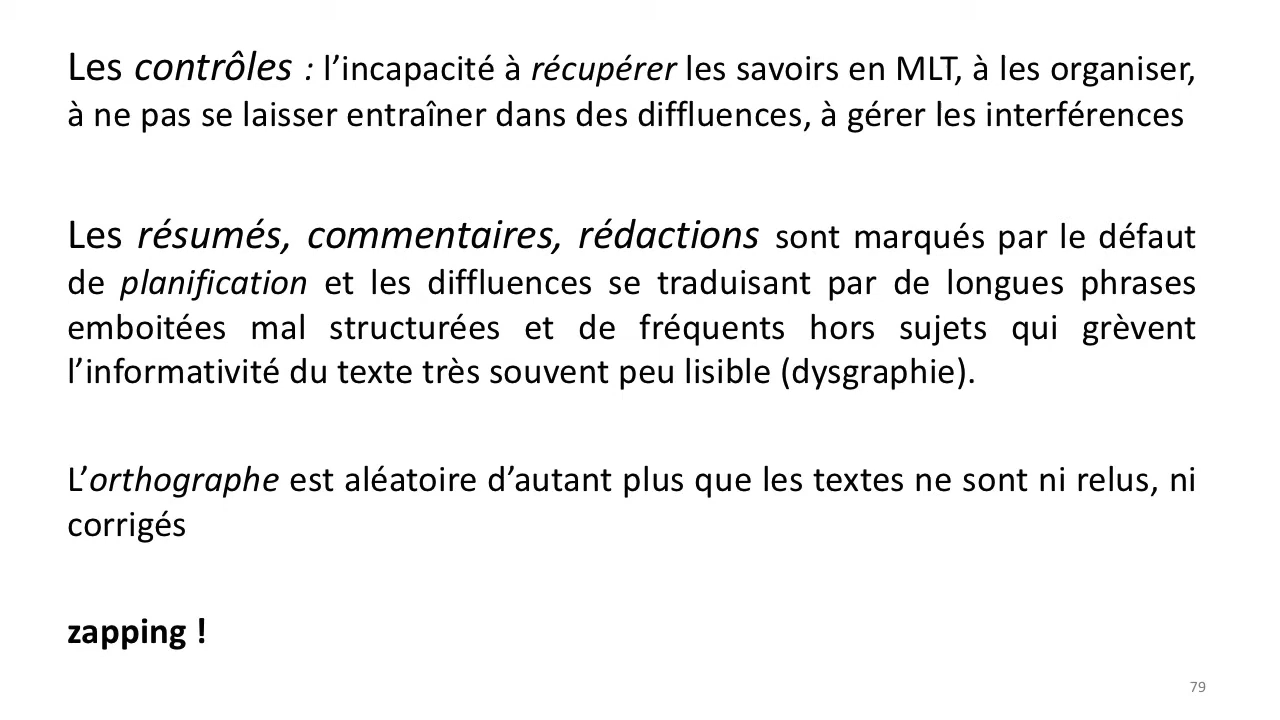 Les contrôles : l’incapacité à récupérer les savoirs en MLT, à les organiser,
à ne pas se laisser entraîner dans des diffluences, à gérer les interférences
Les résumés, commentaires, rédactions sont marqués par le défaut
de planification et les diffluences se traduisant par de longues phrases
emboitées mal structurées et de fréquents hors sujets qui grèvent
l’informativité du texte très souvent peu lisible (dysgraphie).
L’orthographe est aléatoire d’autant plus que les textes ne sont ni relus, ni
corrigés
zapping !
79